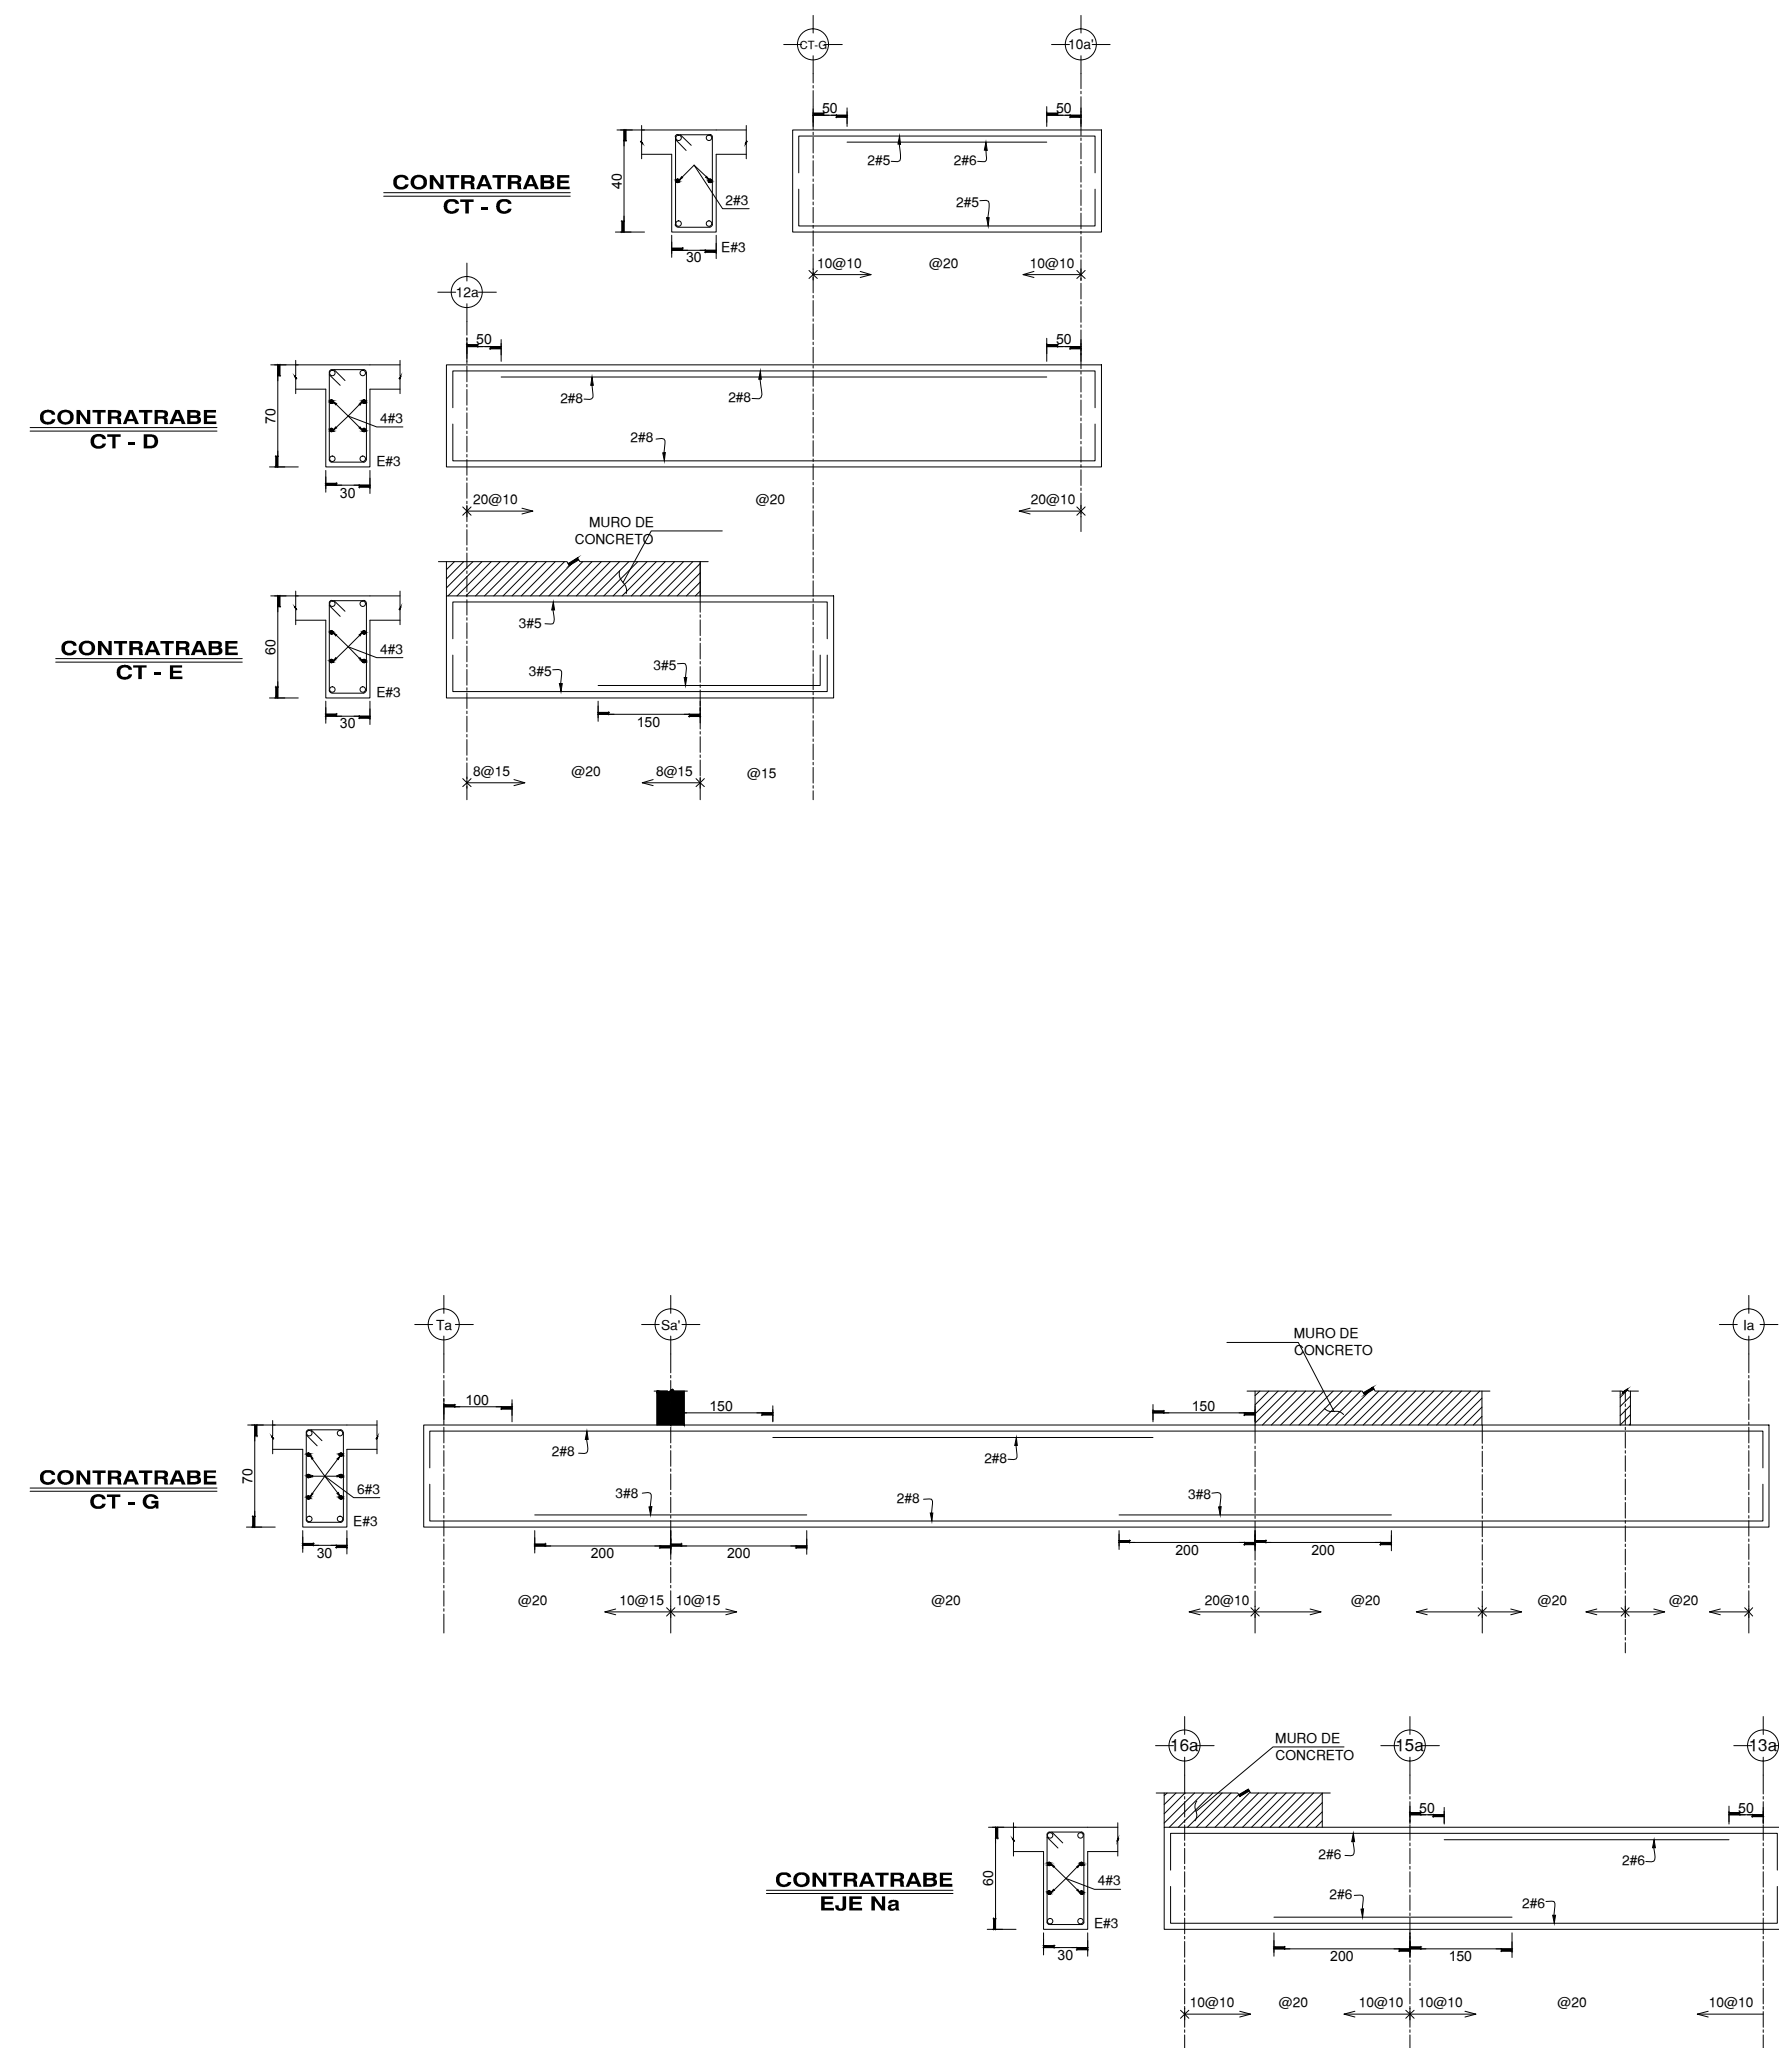 CT-G
10a'
50
50
2#5
2#6
40
CONTRATRABE
CT - C
2#3
2#5
E#3
30
10@10
@20
10@10
12a
50
50
2#8
2#8
70
CONTRATRABE
CT - D
4#3
2#8
E#3
30
20@10
@20
20@10
MURO DE
CONCRETO
3#5
60
CONTRATRABE
CT - E
4#3
3#5
3#5
E#3
30
150
8@15
@20
8@15
@15
Ta
Sa'
MURO DE
CONCRETO
Ia
100
150
150
2#8
2#8
70
CONTRATRABE
CT - G
6#3
3#8
2#8
3#8
E#3
30
200
200
200
200
@20
10@15
10@15
@20
20@10
@20
@20
@20
16a
MURO DE
CONCRETO
15a
13a
50
50
2#6
2#6
60
CONTRATRABE
EJE Na
4#3
2#6
2#6
E#3
30
200
150
10@10
@20
10@10
10@10
@20
10@10